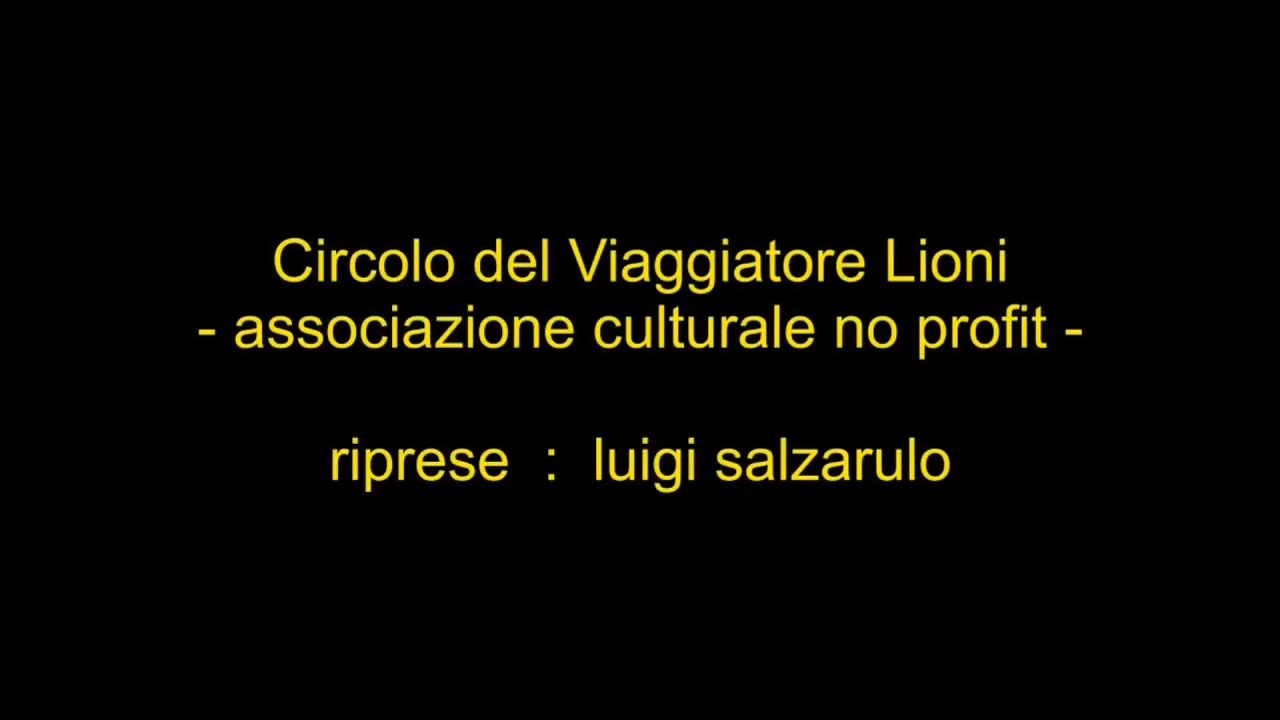 Circolo del Viaggiatore Lioni
- associazione culturale no profit -
riprese : luigi salzarulo